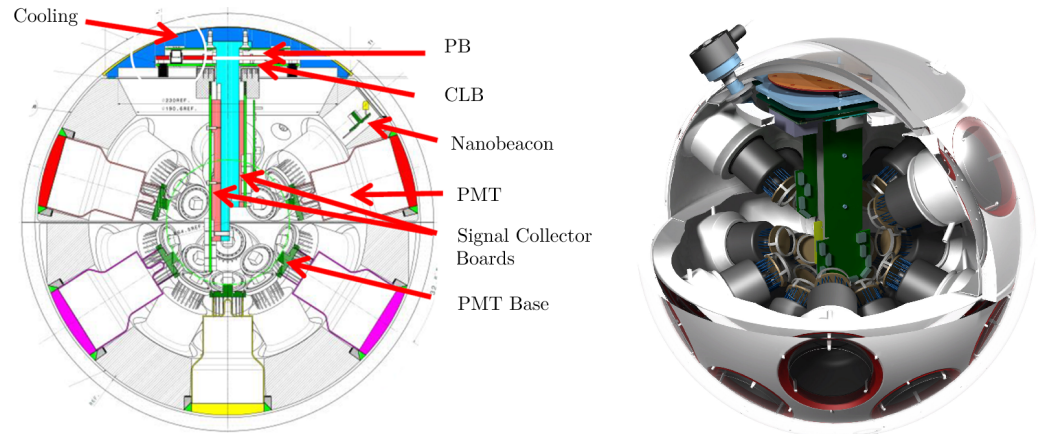 Cooling
PB
CLB
Nanobeacon
PMT
Signal Collector
Boards
PMT Base